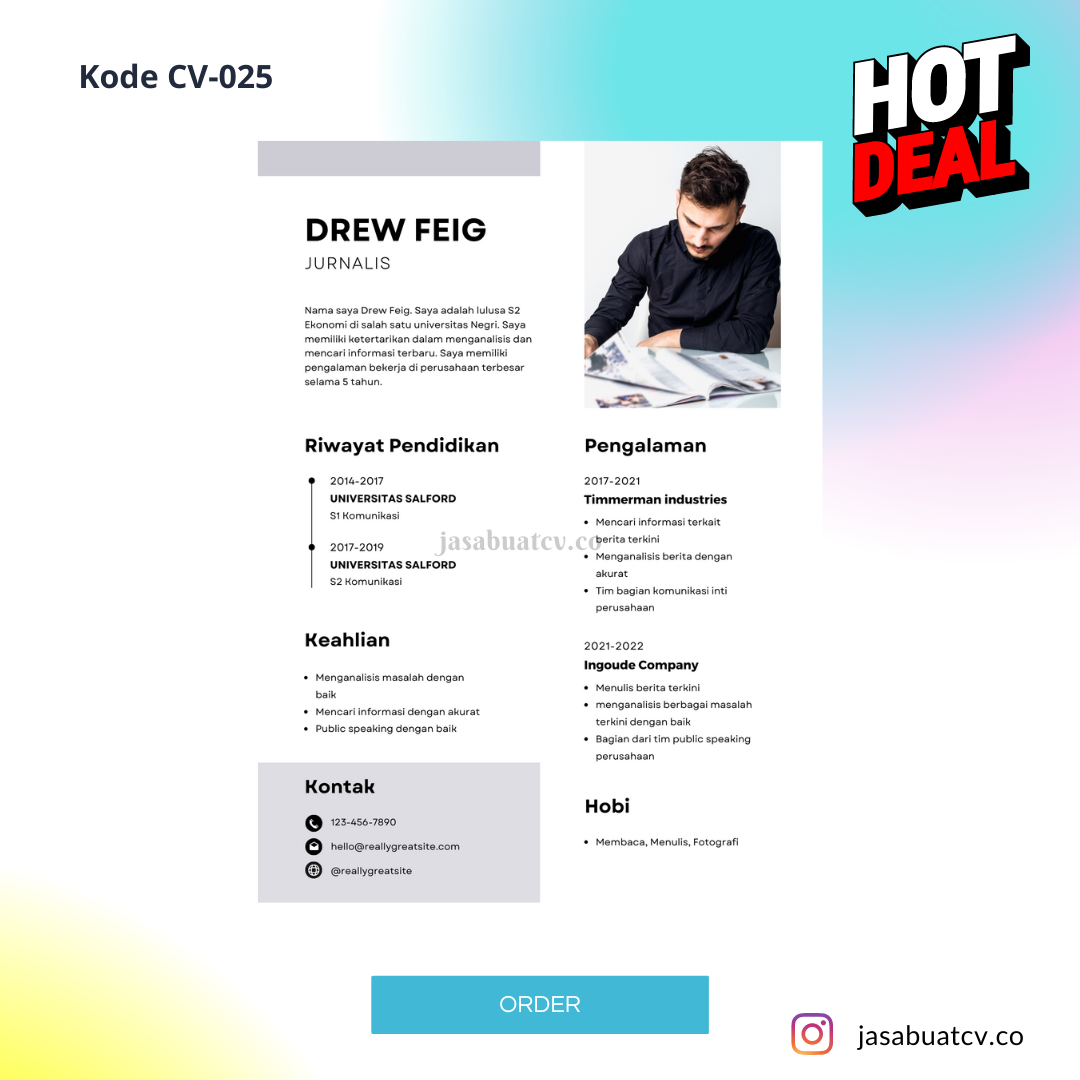 Kode CV-025
HOT
DEAL
DREW FEIG
JURNALIS
Nama saya Drew Feig. Saya adalah lulusa S2
Ekonomi di salah satu universitas Negri. Saya
memiliki ketertarikan dalam menganalisis dan
mencari informasi terbaru. Saya memiliki
pengalaman bekerja di perusahaan terbesar
selama 5 tahun.
Riwayat Pendidikan
2014-2017
UNIVERSITAS SALFORD
S1 Komunikasi
2017-2019
UNIVERSITAS SALFORD
S2 Komunikasi
Keahlian
• Menganalisis masalah dengan
baik
• Mencari informasi dengan akurat
• Public speaking dengan baik
Kontak
123-456-7890
hello@reallygreatsite.com
@reallygreatsite
Pengalaman
2017-2021
Timmerman industries
• Mencari informasi terkait
berita terkini
• Menganalisis berita dengan
akurat
• Tim bagian komunikasi inti
perusahaan
2021-2022
Ingoude Company
• Menulis berita terkini
• menganalisis berbagai masalah
terkini dengan baik
• Bagian dari tim public speaking
perusahaan
Hobi
• Membaca, Menulis, Fotografi
jasabuatcv.co
ORDER
jasabuatcv.co